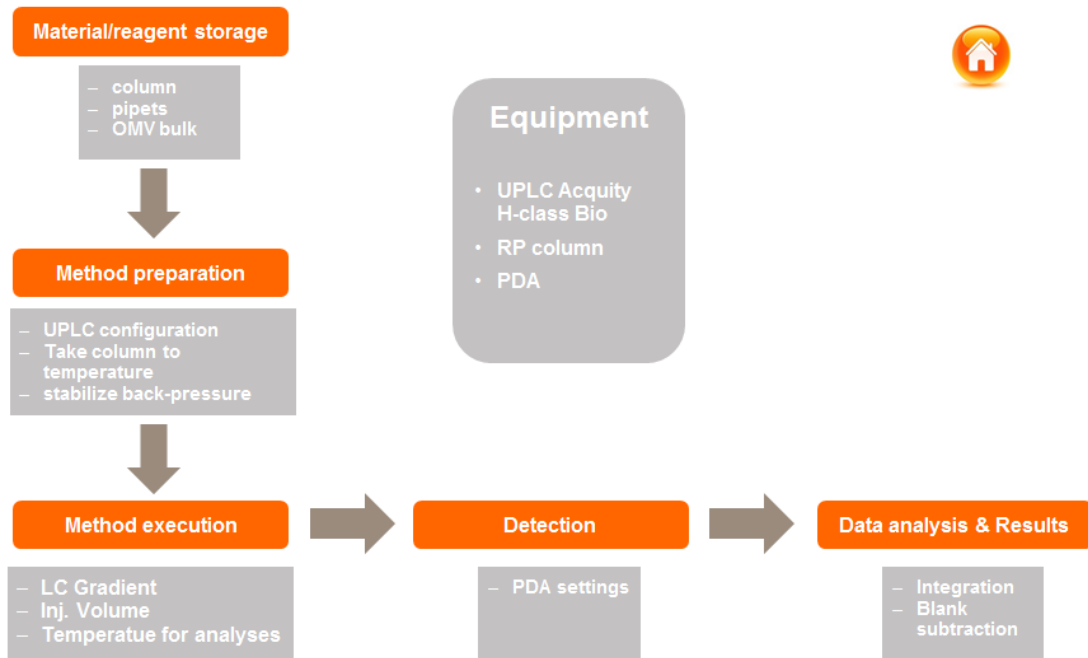 Material/reagent storage
– column
– pipets
– OMV bulk
Equipment
• UPLC Acquity
H-class Bio
• RP column
• PDA
Method preparation
– UPLC configuration
– Take column to
temperature
– stabilize back-pressure
Method execution
– LC Gradient
– Inj. Volume
– Temperatue for analyses
Detection
– PDA settings
Data analysis & Results
– Integration
– Blank
subtraction